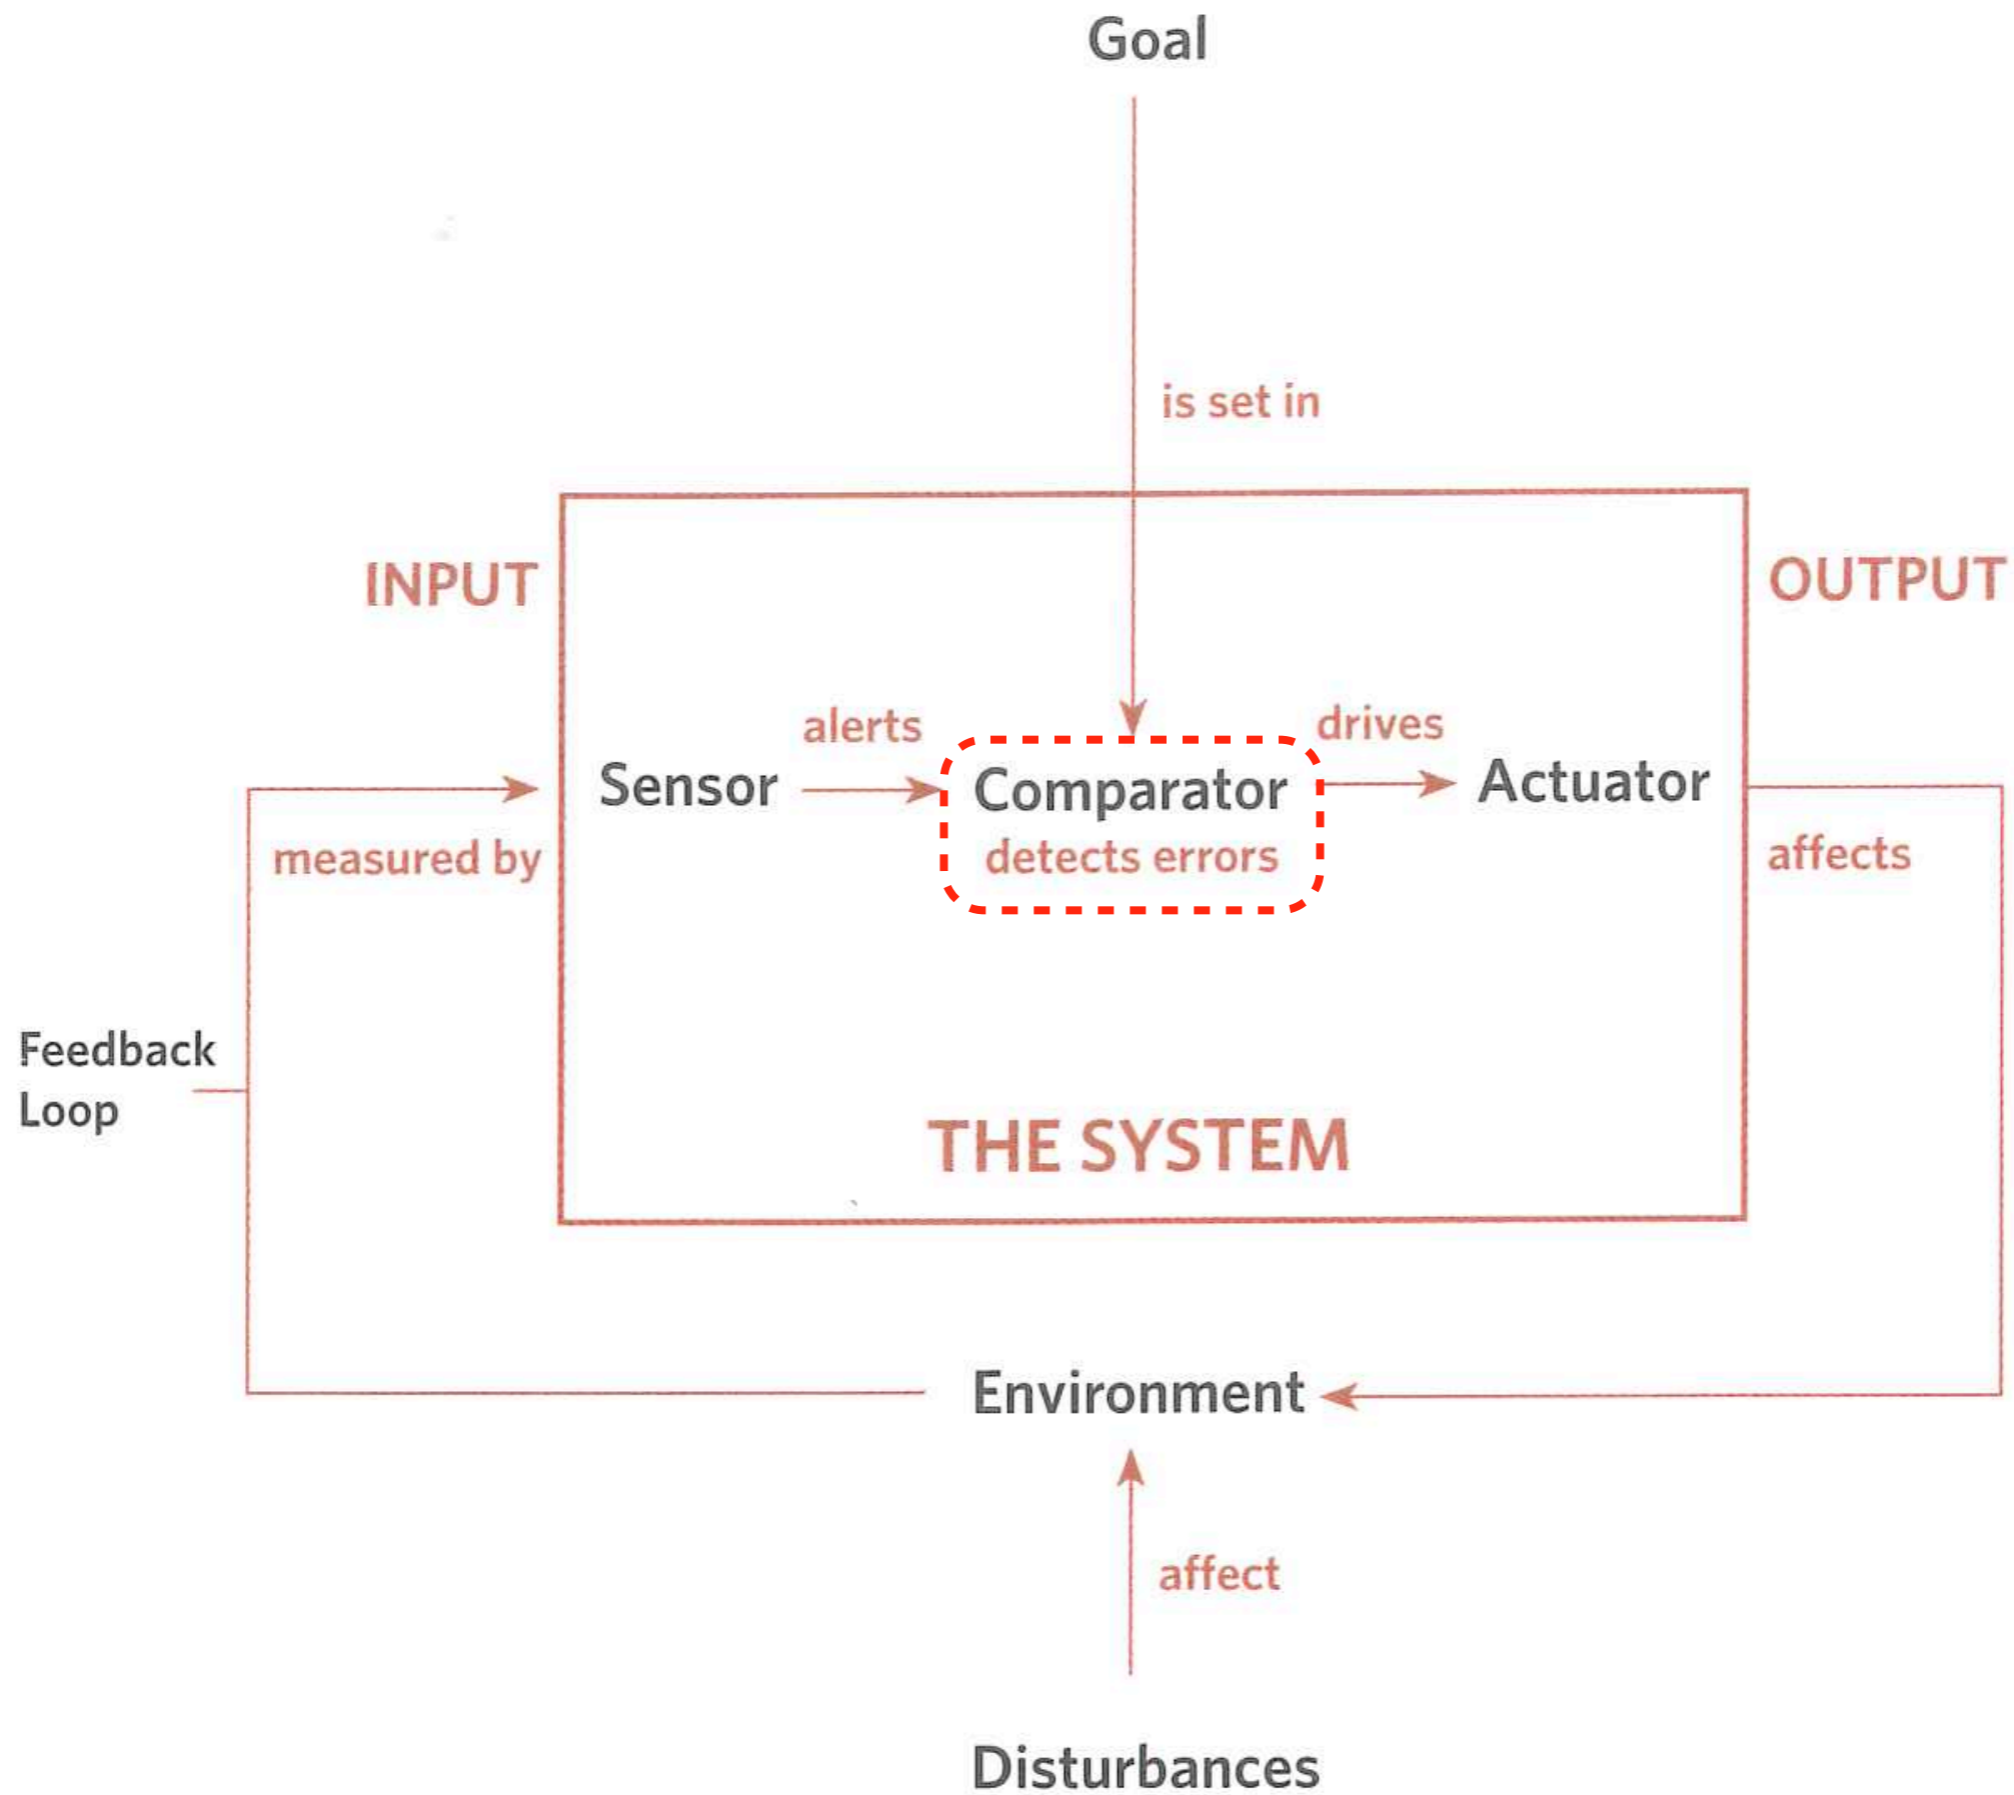 Goal
is set in
INPUT
OUTPUT
alerts
drives
Sensor
Comparator
Actuator
measured by
detects errors
affects
Feedback
Loop
THE SYSTEM
Environment
affect
Disturbances